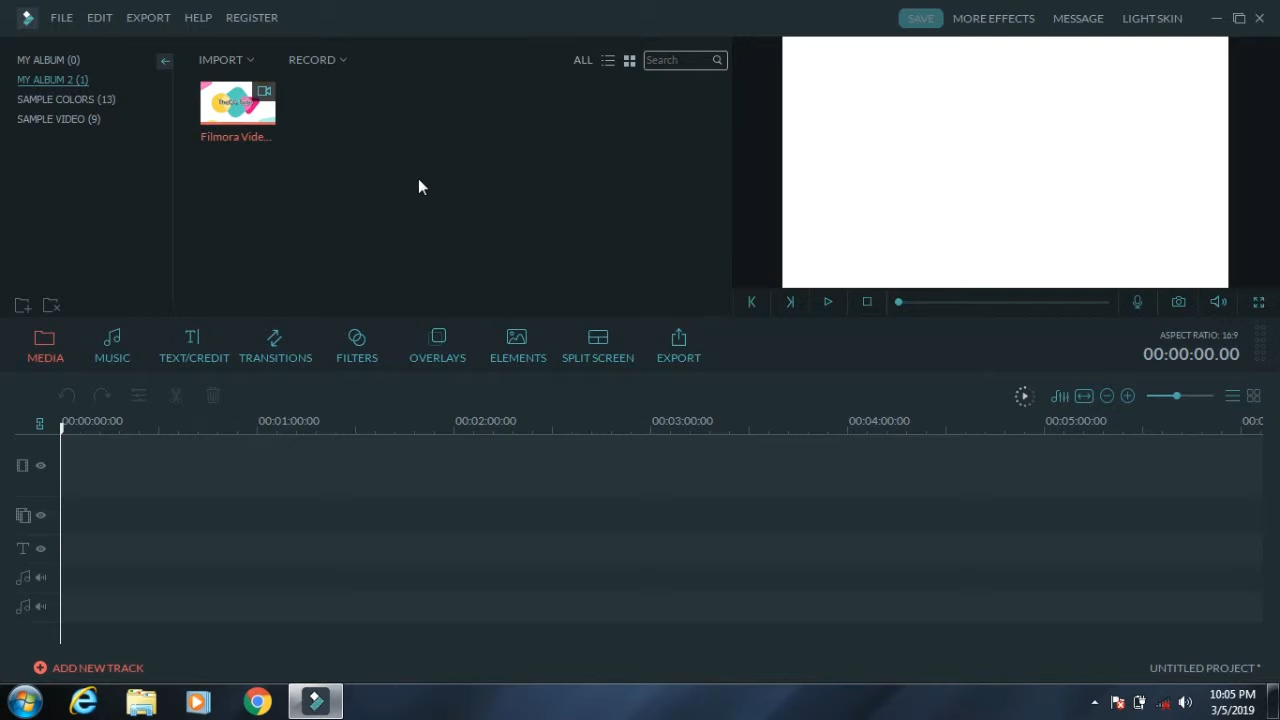 FILE EDIT EXPORT HELP REGISTER SAVE MORE EFFECTS MESSAGE LIGHT SKIN
MY ALBUM (0)
MY ALBUM 2 (1)
SAMPLE COLORS (13)
SAMPLE VIDEO (9)
IMPORT RECORD ALL Search
Filmora Vide...
MEDIA MUSIC TEXT/CREDIT TRANSITIONS FILTERS OVERLAYS ELEMENTS SPLIT SCREEN EXPORT
ASPECT RATIO: 16:9
00:00:00.00
00:00:00:00 00:01:00:00 00:02:00:00 00:03:00:00 00:04:00:00 00:05:00:00
ADD NEW TRACK
UNTITLED PROJECT *
10:05 PM
3/5/2019